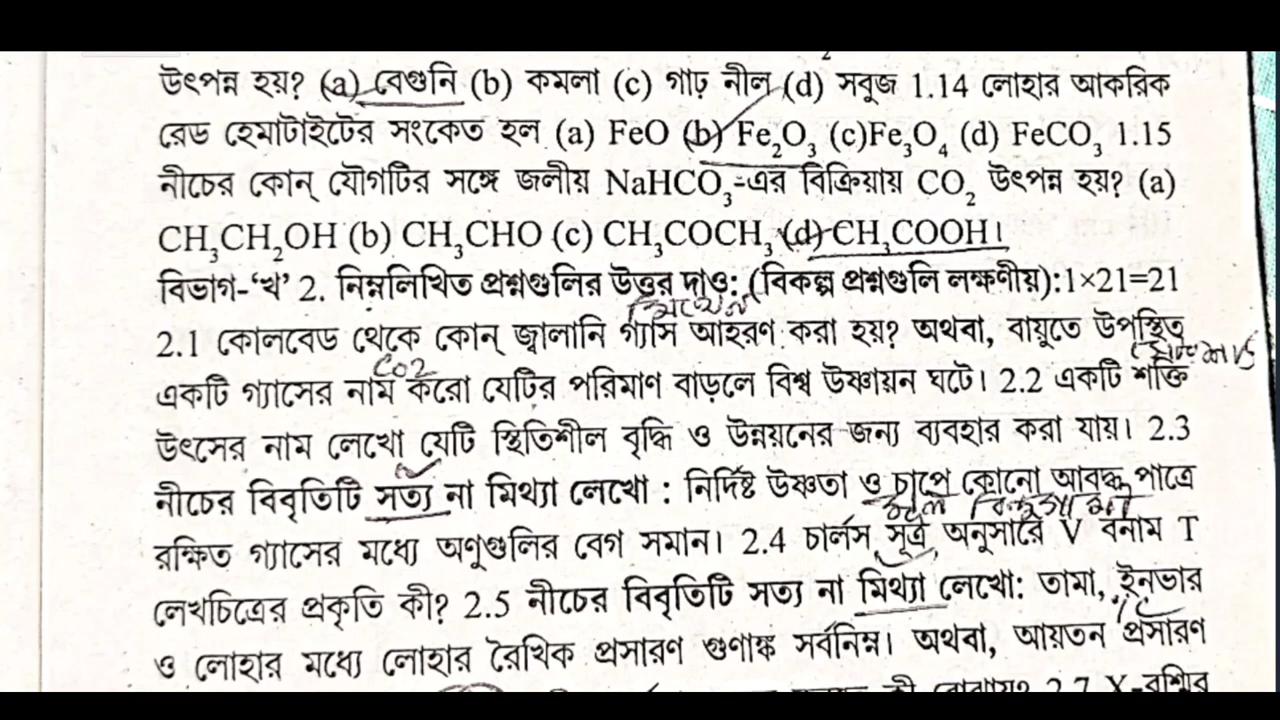 উৎপন্ন হয়? (a) বেগুনি (b) কমলা (c) গাঢ় নীল (d) সবুজ 1.14 লোহার আকরিক
রেড হেমাটাইটের সংকেত হল (a) FeO (b) Fe₂O₃ (c)Fe₃O₄ (d) FeCO₃ 1.15
নীচের কোন্ যৌগটির সঙ্গে জলীয় NaHCO₃-এর বিক্রিয়ায় CO₂ উৎপন্ন হয়? (a)
CH₃CH₂OH (b) CH₃CHO (c) CH₃COCH₃ (d) CH₃COOH।
বিভাগ-‘খ’ 2. নিম্নলিখিত প্রশ্নগুলির উত্তর দাও: (বিকল্প প্রশ্নগুলি লক্ষণীয়):1×21=21
মিথেন
2.1 কোলবেড থেকে কোন্ জ্বালানি গ্যাস আহরণ করা হয়? অথবা, বায়ুতে উপস্থিত
CO2
একটি গ্যাসের নাম করো যেটির পরিমাণ বাড়লে বিশ্ব উষ্ণায়ন ঘটে। 2.2 একটি শক্তি
উৎসের নাম লেখো যেটি স্থিতিশীল বৃদ্ধি ও উন্নয়নের জন্য ব্যবহার করা যায়। 2.3
নীচের বিবৃতিটি সত্য না মিথ্যা লেখো : নির্দিষ্ট উষ্ণতা ও চাপে কোনো আবদ্ধ পাত্রে
মূল বিন্দুগামী
রক্ষিত গ্যাসের মধ্যে অণুগুলির বেগ সমান। 2.4 চার্লস সূত্র অনুসারে V বনাম T
লেখচিত্রের প্রকৃতি কী? 2.5 নীচের বিবৃতিটি সত্য না মিথ্যা লেখো: তামা, ইনভার
ও লোহার মধ্যে লোহার রৈখিক প্রসারণ গুণাঙ্ক সর্বনিম্ন। অথবা, আয়তন প্রসারণ